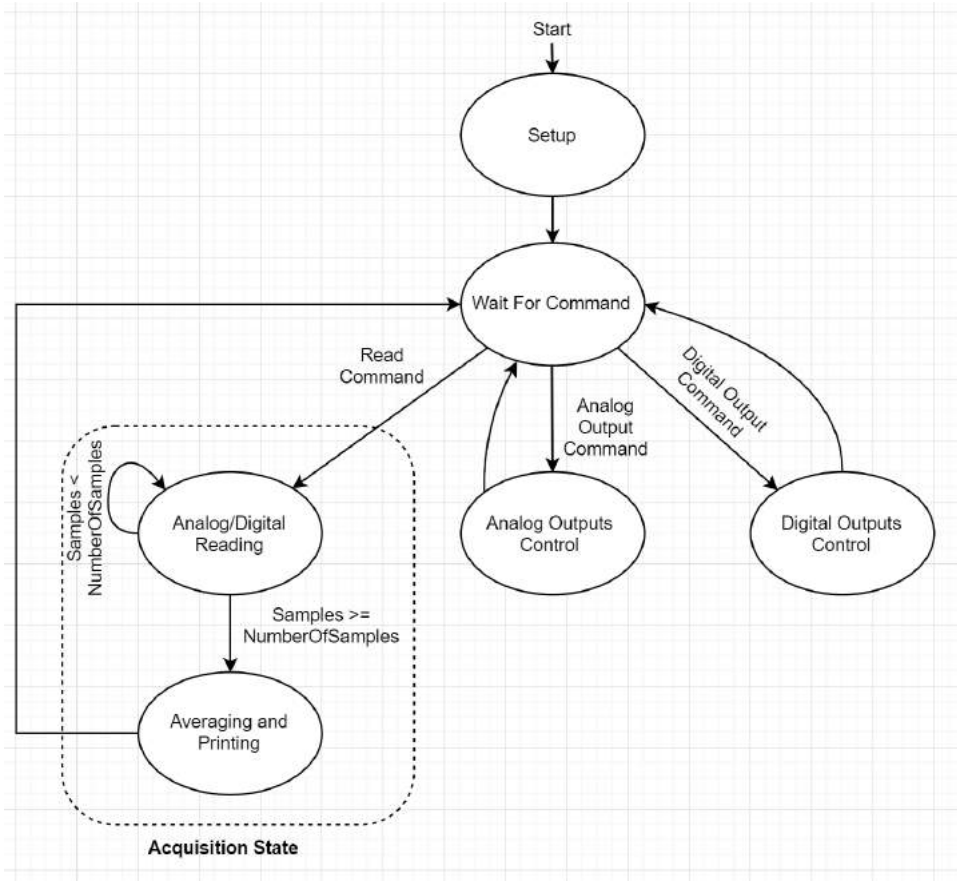 Start
Setup
Wait For Command
Read
Command
Analog
Output
Command
Digital Output
Command
Samples <
NumberOfSamples
Analog/Digital
Reading
Analog Outputs
Control
Digital Outputs
Control
Samples >=
NumberOfSamples
Averaging and
Printing
Acquisition State